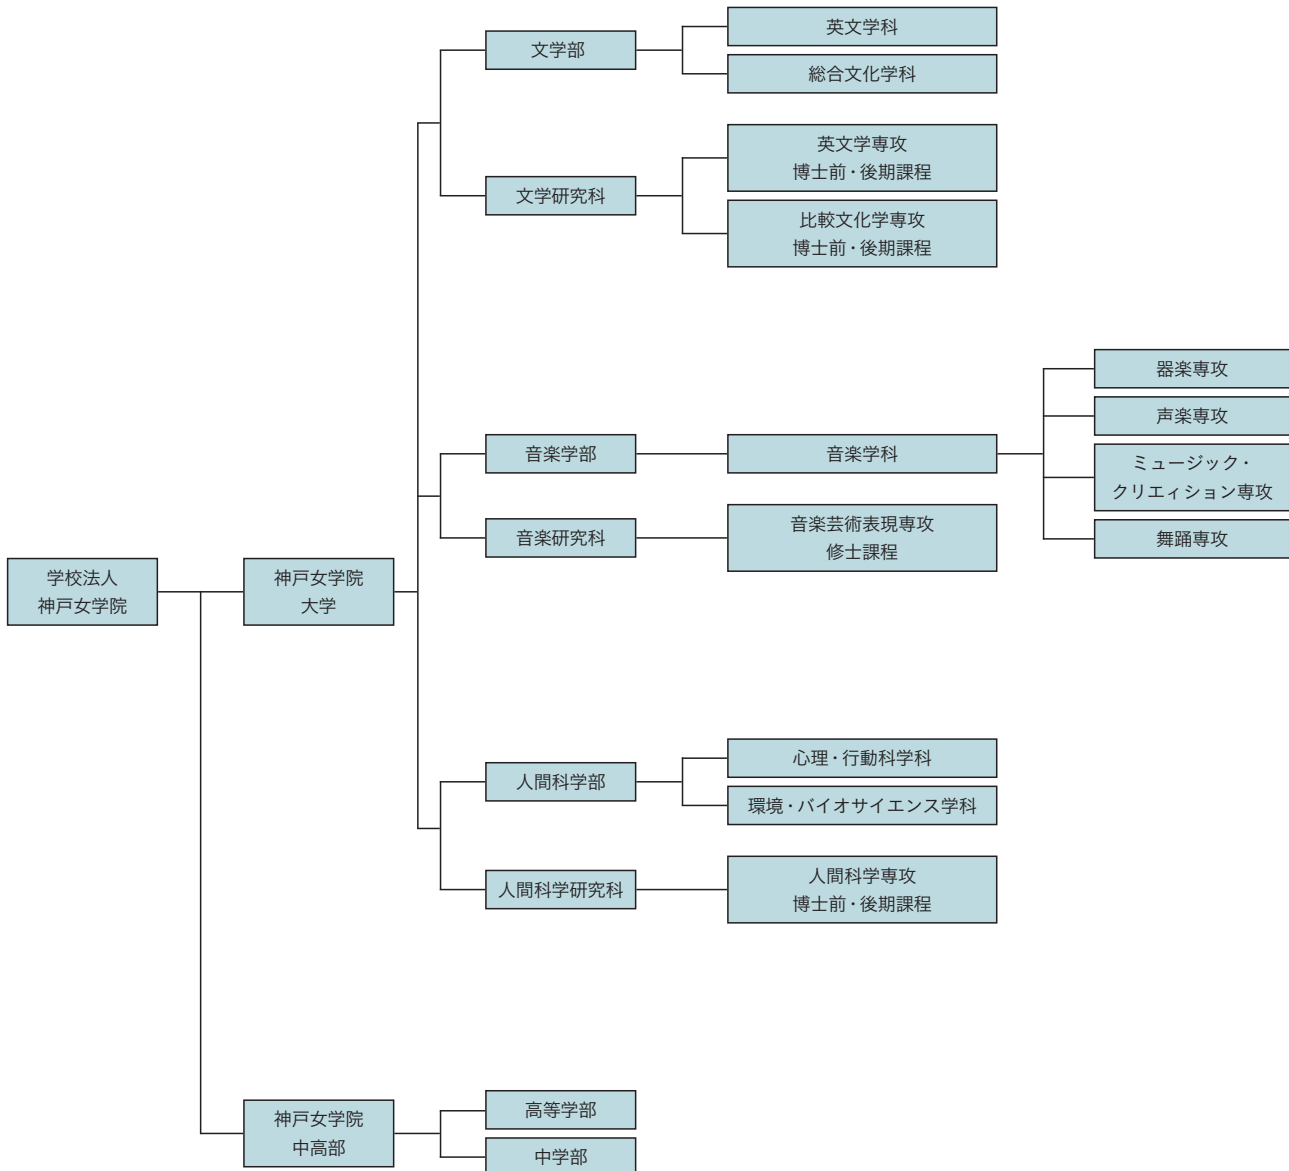 学校法人
神戸女学院
神戸女学院
大学
文学部
英文学科
総合文化学科
文学研究科
英文学専攻
博士前・後期課程
比較文化学専攻
博士前・後期課程
音楽学部
音楽学科
器楽専攻
声楽専攻
ミュージック・
クリエィション専攻
舞踊専攻
音楽研究科
音楽芸術表現専攻
修士課程
人間科学部
心理・行動科学科
環境・バイオサイエンス学科
人間科学研究科
人間科学専攻
博士前・後期課程
神戸女学院
中高部
高等学部
中学部